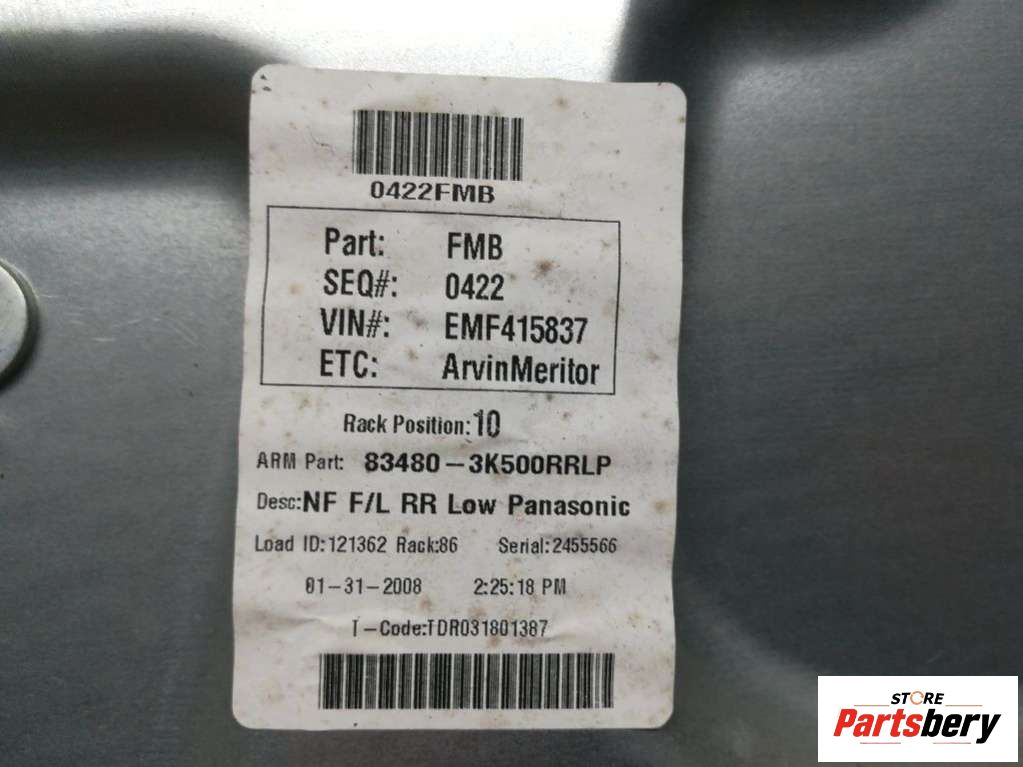 0422FMB
Part: FMB
SEQ#: 0422
VIN#: EMF415837
ETC: ArvinMeritor
Rack Position:10
ARM Part: 83480-3K500RRLP
Desc:NF F/L RR Low Panasonic
Load ID:121362 Rack:86 Serial:2455566
01-31-2008 2:25:18 PM
T-Code:TDR031801387
STORE
Partsbery